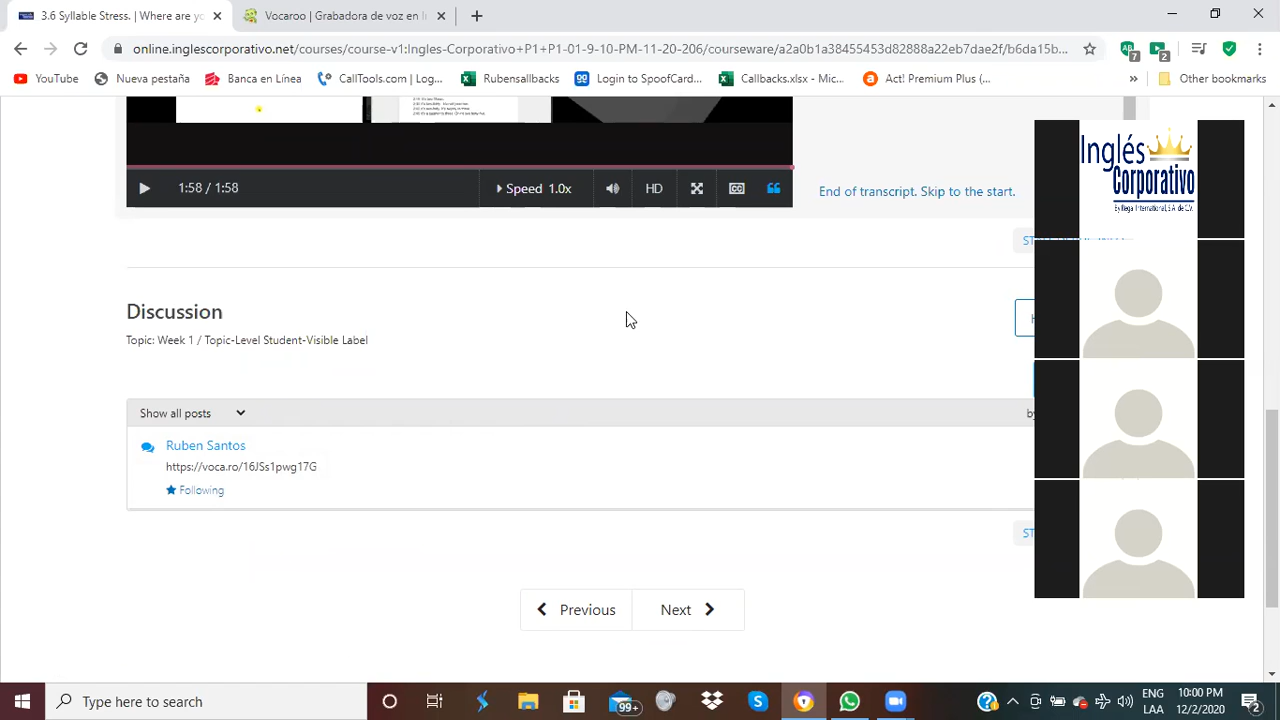 3.6 Syllable Stress. | Where are yo
Vocaroo | Grabadora de voz en lí
online.inglescorporativo.net/courses/course-v1:Ingles-Corporativo+P1+P1-01-9-10-PM-11-20-206/courseware/a2a0b1a38455453d82888a22eb7dae2f/b6da15b...
7
2
YouTube
Nueva pestaña
Banca en Línea
CallTools.com | Log...
Rubensallbacks
Login to SpoofCard...
Callbacks.xlsx - Mic...
Act! Premium Plus (...
»
Other bookmarks
1:58 / 1:58
Speed 1.0x
HD
End of transcript. Skip to the start.
Inglés
Corporativo
Discussion
Topic: Week 1 / Topic-Level Student-Visible Label
Show all posts
by
Ruben Santos
https://voca.ro/16JSs1pwg17G
Following
ST
Previous
Next
Type here to search
99+
ENG
LAA
10:00 PM
12/2/2020
2